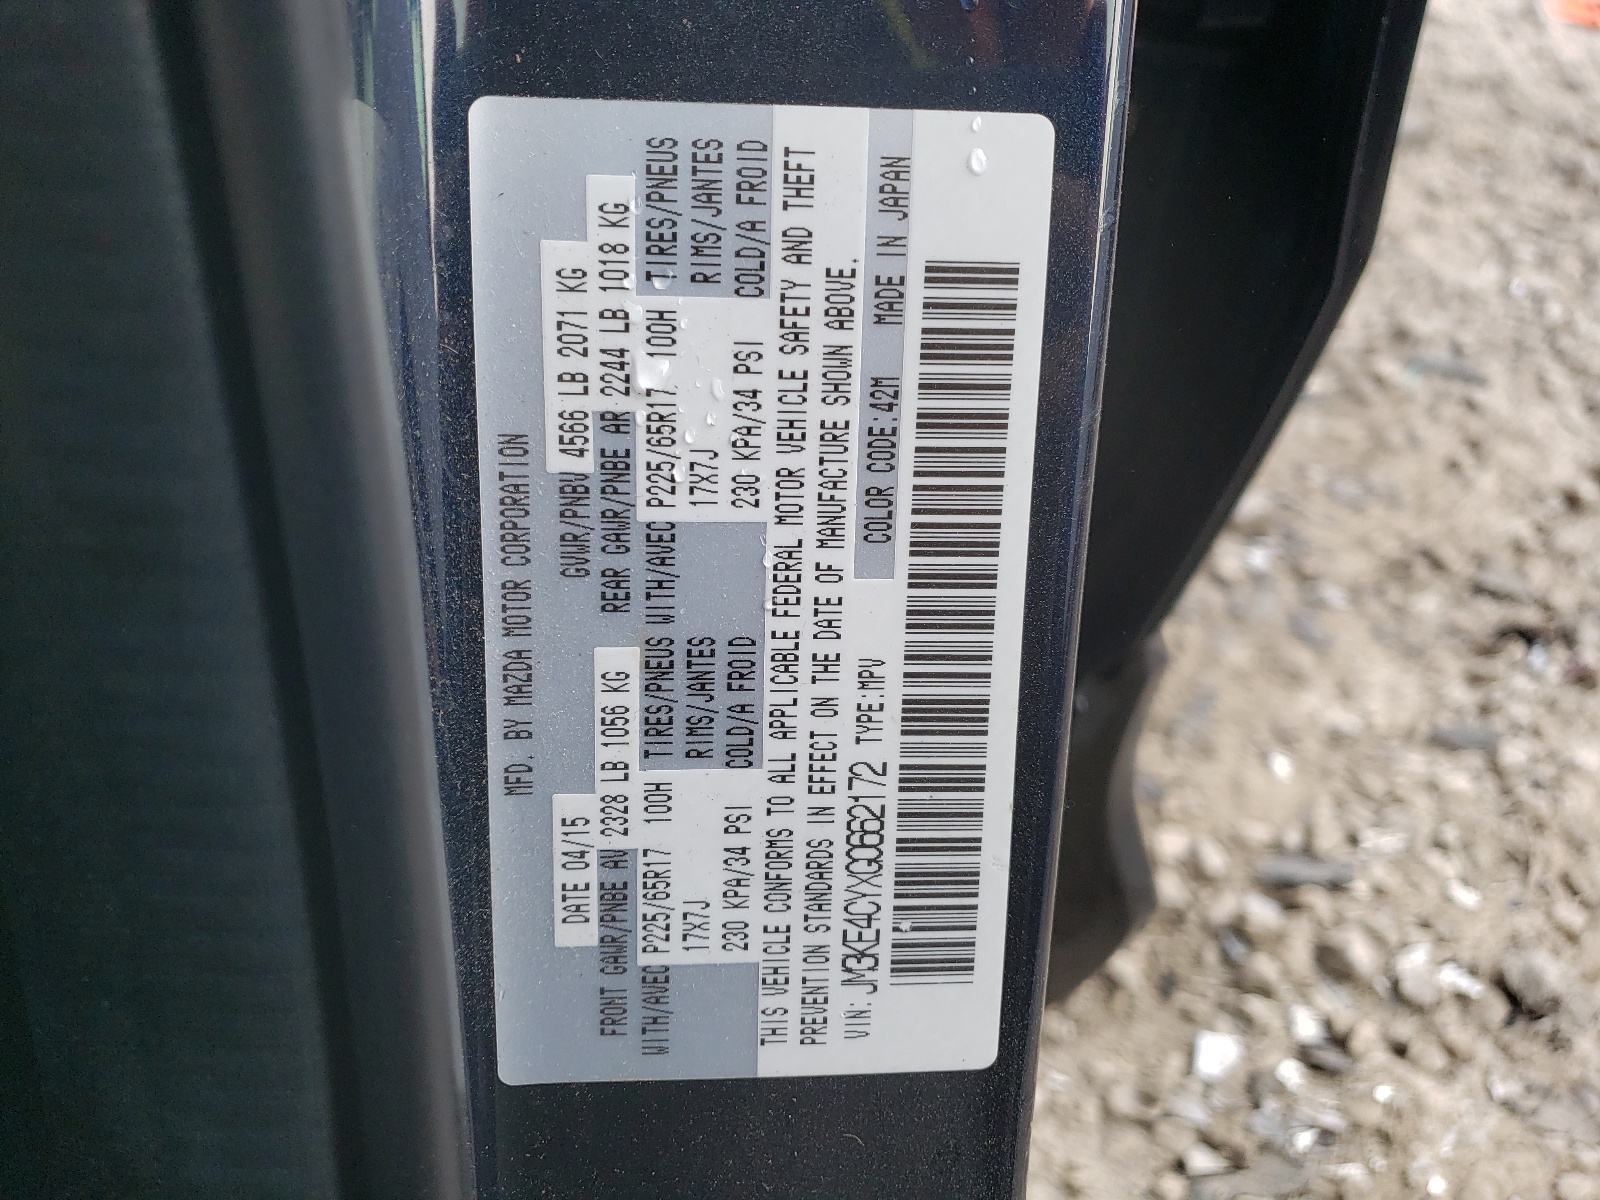 MFD. BY MAZDA MOTOR CORPORATION
DATE 04/15 GVWR/PNBV 4566 LB 2071 KG
FRONT GAWR/PNBE AV 2328 LB 1056 KG REAR GAWR/PNBE AR 2244 LB 1018 KG
WITH/AVEC P225/65R17 100H TIRES/PNEUS WITH/AVEC P225/65R17 100H TIRES/PNEUS
17X7J RIMS/JANTES 17X7J RIMS/JANTES
230 KPA/34 PSI COLD/A FROID 230 KPA/34 PSI COLD/A FROID
THIS VEHICLE CONFORMS TO ALL APPLICABLE FEDERAL MOTOR VEHICLE SAFETY AND THEFT
PREVENTION STANDARDS IN EFFECT ON THE DATE OF MANUFACTURE SHOWN ABOVE.
VIN: JM3KE4CYXG0662172 TYPE:MPV COLOR CODE:42M MADE IN JAPAN